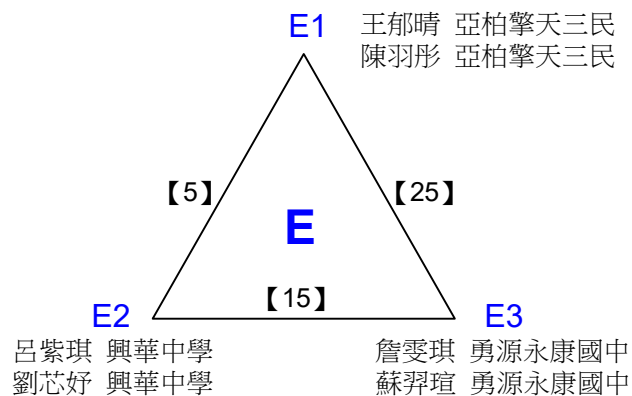 E1
王郁晴 亞柏擎天三民
陳羽彤 亞柏擎天三民
【5】
【25】
E
【15】
E2
E3
呂紫琪 興華中學
劉芯妤 興華中學
詹雯琪 勇源永康國中
蘇羿瑄 勇源永康國中